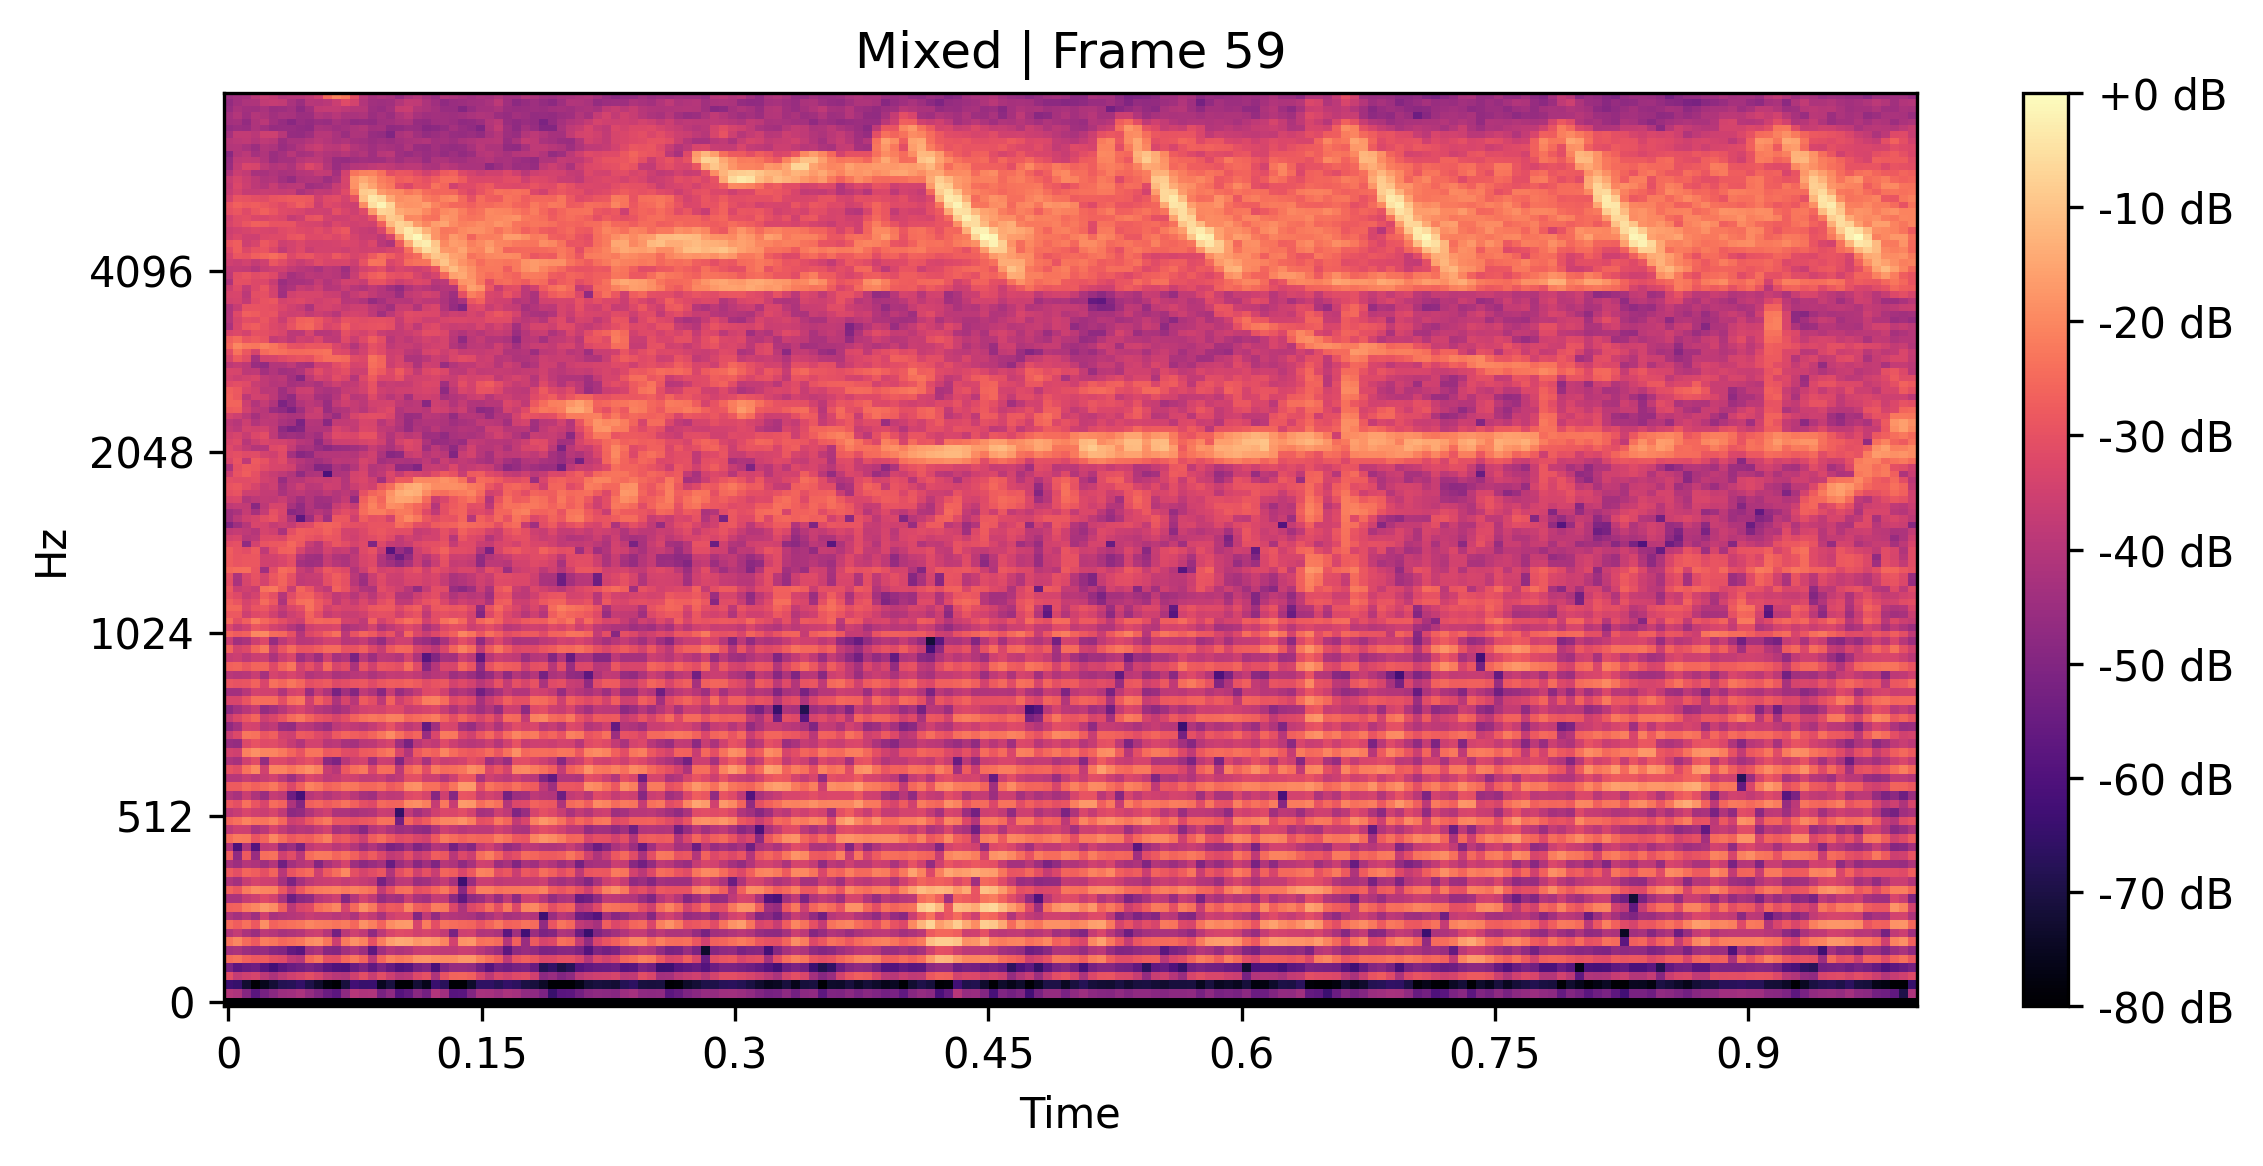 Mixed | Frame 59
+0 dB
-10 dB
-20 dB
-30 dB
-40 dB
-50 dB
-60 dB
-70 dB
-80 dB
Hz
4096
2048
1024
512
0
0 0.15 0.3 0.45 0.6 0.75 0.9
Time